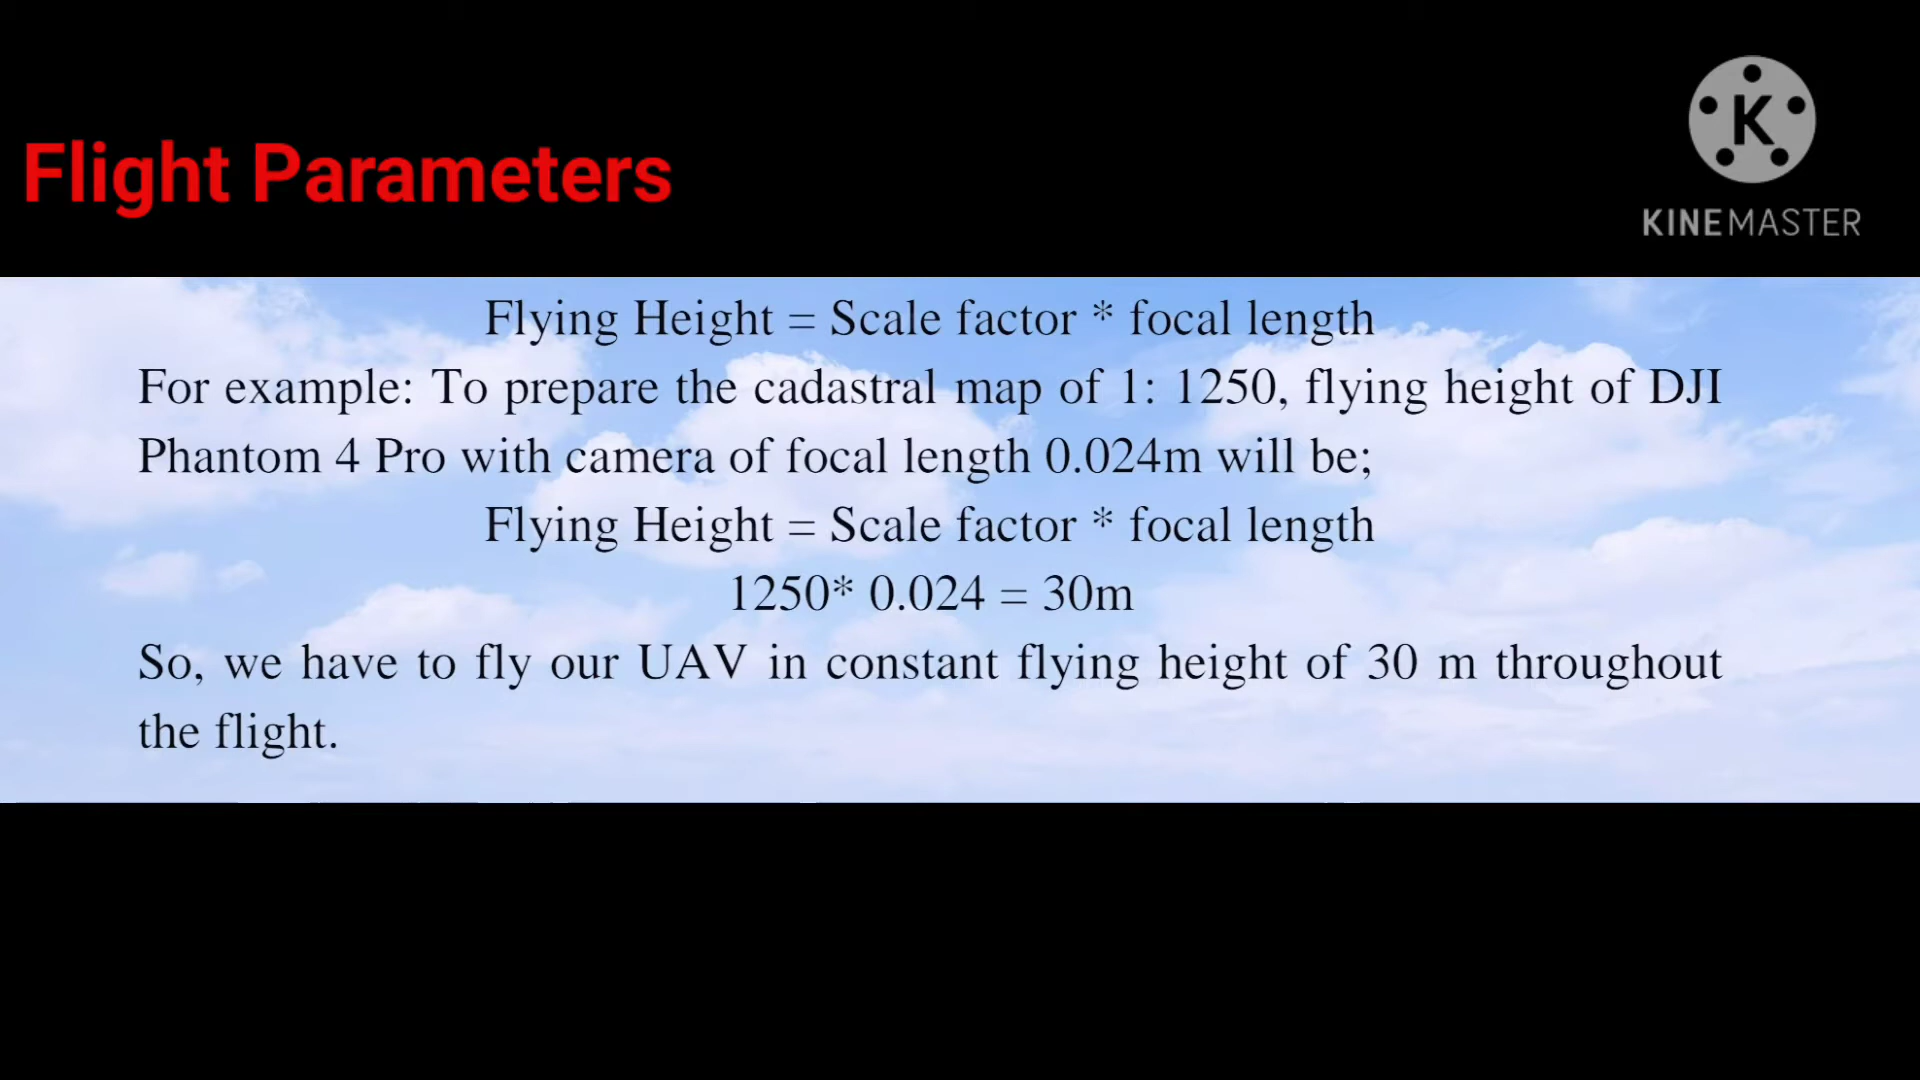 Flight Parameters
K
KINEMASTER
Flying Height = Scale factor * focal length
For example: To prepare the cadastral map of 1: 1250, flying height of DJI
Phantom 4 Pro with camera of focal length 0.024m will be;
Flying Height = Scale factor * focal length
1250* 0.024 = 30m
So, we have to fly our UAV in constant flying height of 30 m throughout
the flight.